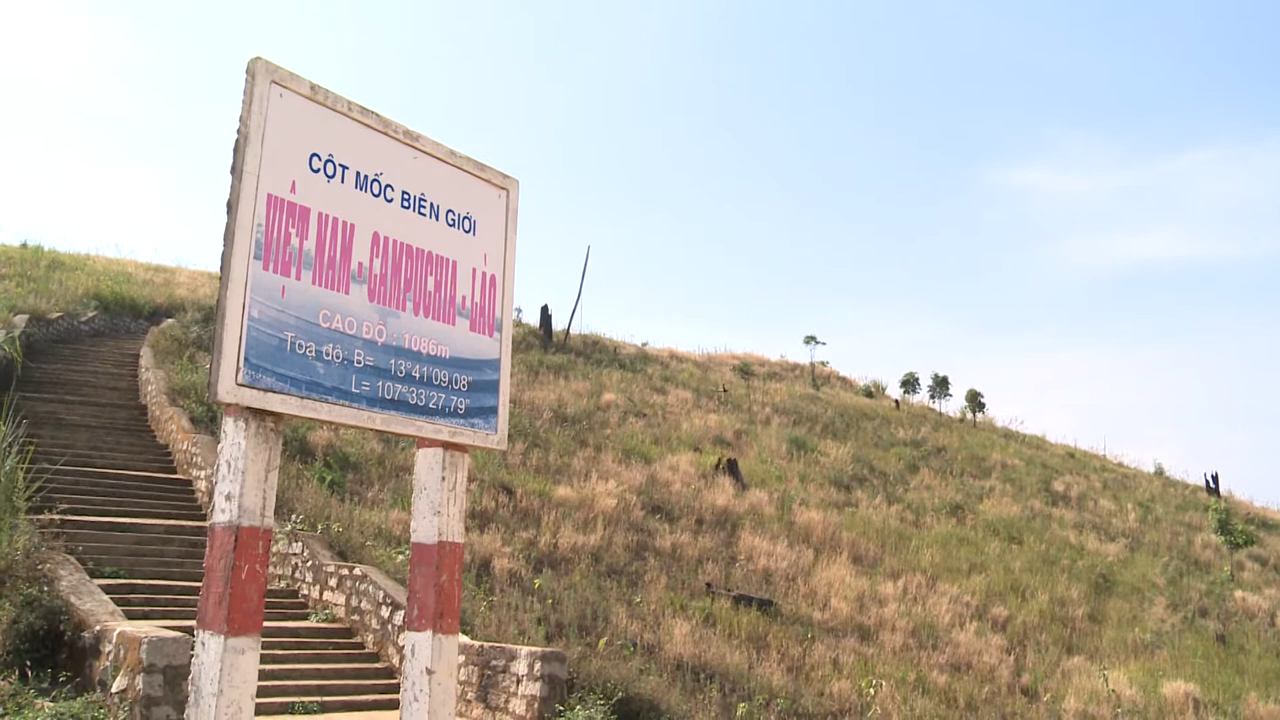 CỘT MỐC BIÊN GIỚI
VIỆT NAM - CAMPUCHIA - LÀO
CAO ĐỘ : 1086m
Toạ độ: B= 13°41'09,08"
L= 107°33'27,79"